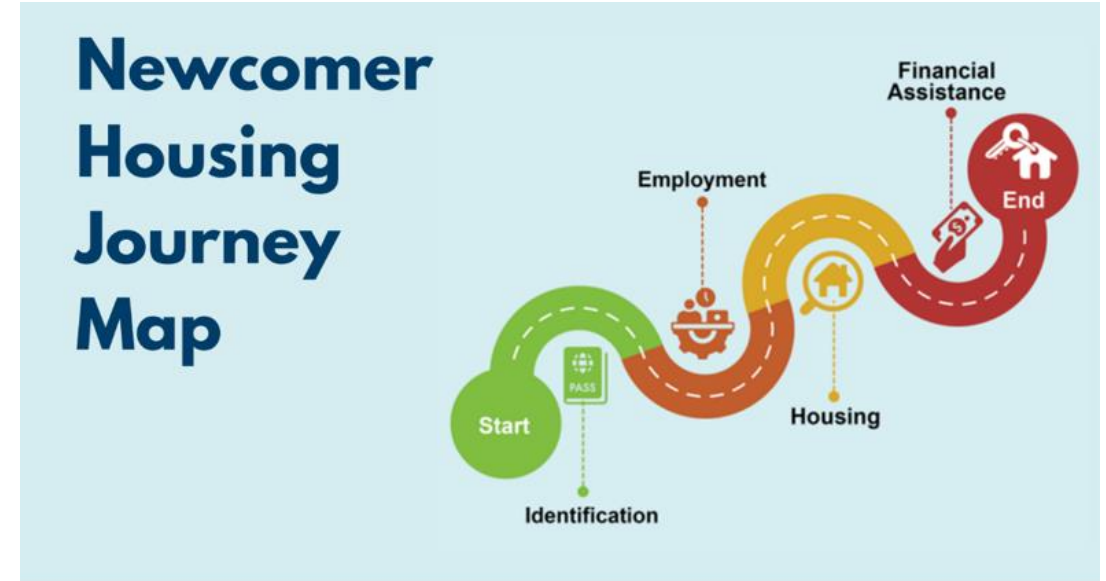 Newcomer
Housing
Journey
Map
Start
PASS
Identification
Employment
Housing
Financial
Assistance
End